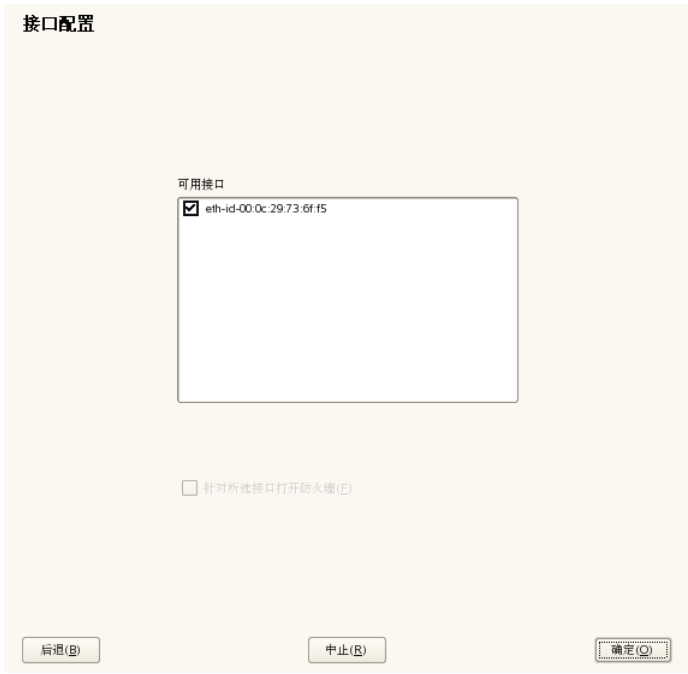 接口配置
可用接口
eth-id-00:0c:29:73:6f:f5
针对所选接口打开防火墙(F)
后退(B)
中止(R)
确定(O)